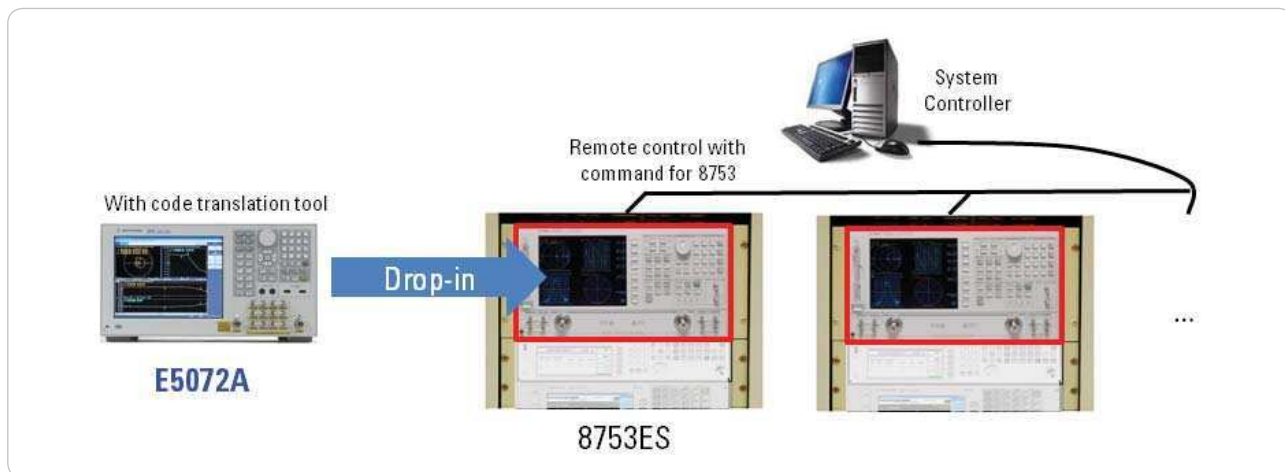 System
Controller
Remote control with
command for 8753
With code translation tool
Drop-in
E5072A
8753ES
...